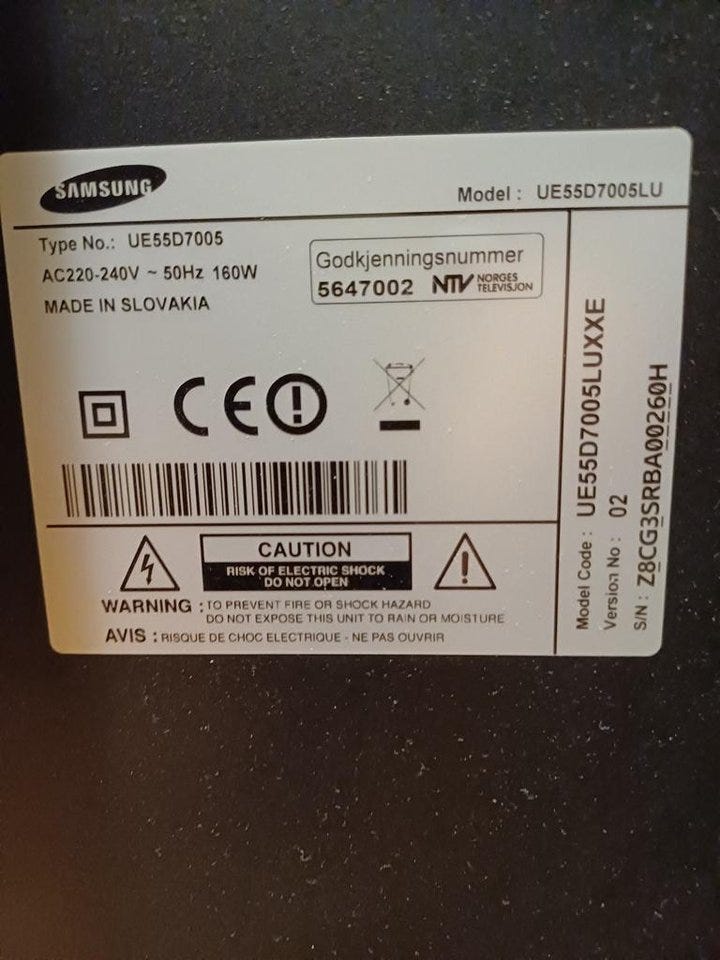 SAMSUNG
Model : UE55D7005LU
Type No.: UE55D7005
AC220-240V ~ 50Hz 160W
MADE IN SLOVAKIA
Godkjenningsnummer
5647002 NTV NORGES TELEVISJON
CE
CAUTION
RISK OF ELECTRIC SHOCK
DO NOT OPEN
WARNING : TO PREVENT FIRE OR SHOCK HAZARD
DO NOT EXPOSE THIS UNIT TO RAIN OR MOISTURE
AVIS : RISQUE DE CHOC ELECTRIQUE - NE PAS OUVRIR
Model Code : UE55D7005LUXXE
Version No : 02
S/N : Z8CG3SRBA00260H